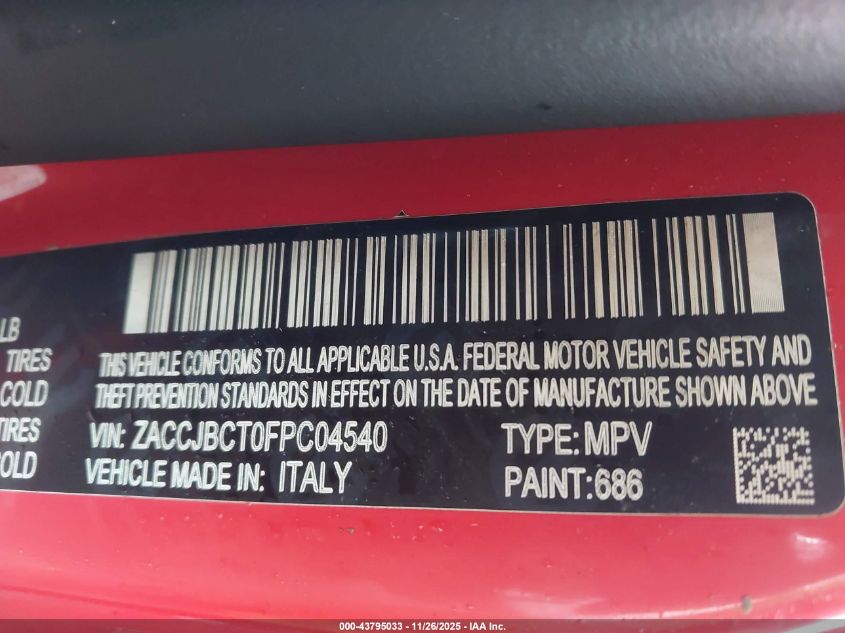 LB
TIRES
COLD
TIRES
COLD
THIS VEHICLE CONFORMS TO ALL APPLICABLE U.S.A. FEDERAL MOTOR VEHICLE SAFETY AND
THEFT PREVENTION STANDARDS IN EFFECT ON THE DATE OF MANUFACTURE SHOWN ABOVE
VIN: ZACCJBCT0FPC04540 TYPE: MPV
VEHICLE MADE IN: ITALY PAINT: 686
000-43795033 - 11/26/2025 - IAA Inc.